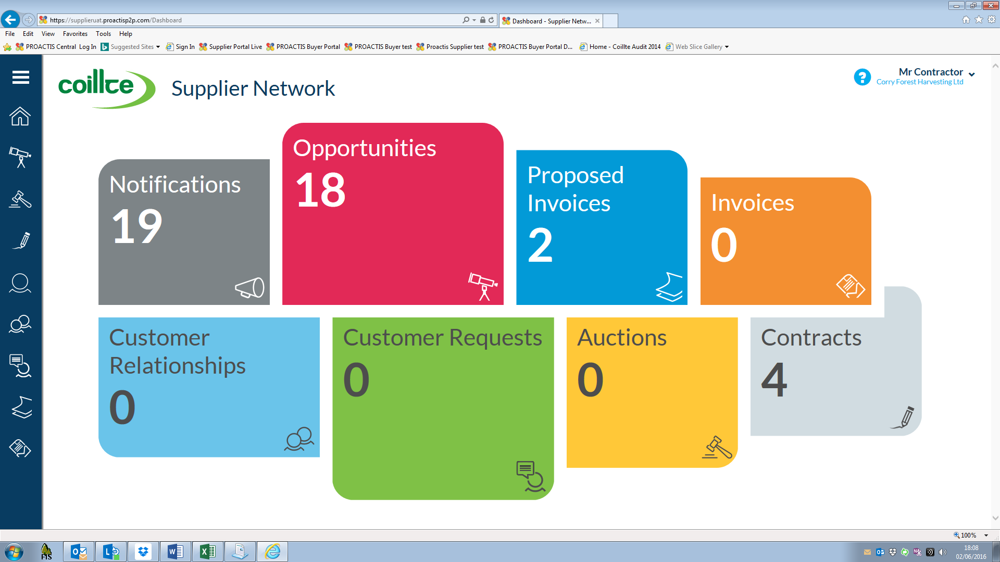 https://supplieruat.proactisp2p.com/Dashboard
Dashboard - Supplier Netw...
File Edit View Favorites Tools Help
PROACTIS Central Log In Suggested Sites Sign In Supplier Portal Live PROACTIS Buyer Portal PROACTIS Buyer test Proactis Supplier test PROACTIS Buyer Portal D... Home - Coillte Audit 2014 Web Slice Gallery
coillte
Supplier Network
?
Mr Contractor
Corry Forest Harvesting Ltd
Notifications
19
Opportunities
18
Proposed
Invoices
2
Invoices
0
Customer
Relationships
0
Customer Requests
0
Auctions
0
Contracts
4
100%
FIS
18:08
02/06/2016